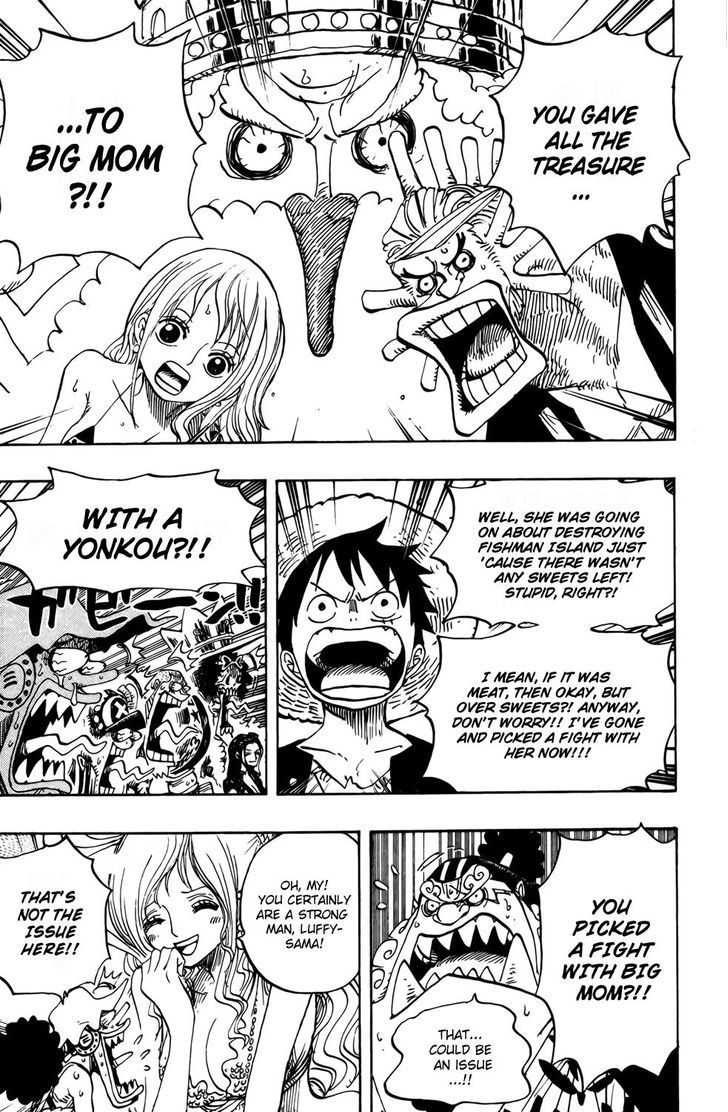 YOU GAVE
ALL THE
TREASURE
...
...TO
BIG MOM
?!!
WELL, SHE WAS GOING
ON ABOUT DESTROYING
FISHMAN ISLAND JUST
'CAUSE THERE WASN'T
ANY SWEETS LEFT!
STUPID, RIGHT?!
I MEAN, IF IT WAS
MEAT, THEN OKAY, BUT
OVER SWEETS?! ANYWAY,
DON'T WORRY!! I'VE GONE
AND PICKED A FIGHT WITH
HER NOW!!!
WITH A
YONKOU?!!
ガビーン!!
YOU
PICKED
A FIGHT
WITH BIG
MOM?!!
THAT...
COULD BE
AN ISSUE
...!!
OH, MY!
YOU CERTAINLY
ARE A STRONG
MAN, LUFFY-
SAMA!
THAT'S
NOT THE
ISSUE
HERE!!